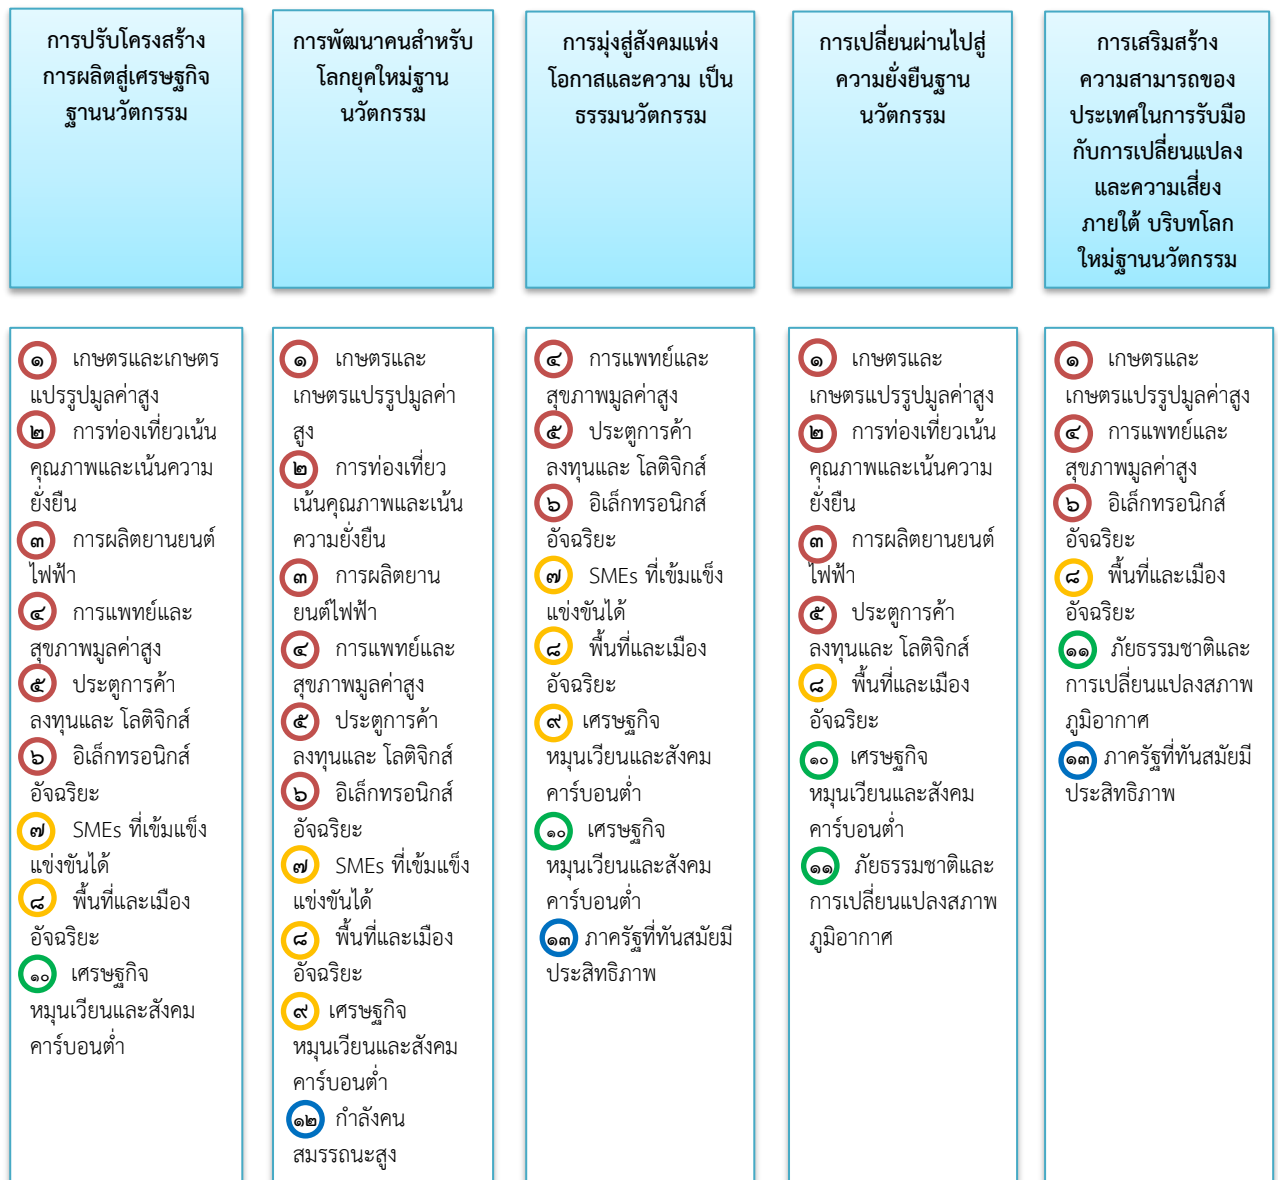 การปรับโครงสร้าง
การผลิตสู่เศรษฐกิจ
ฐานนวัตกรรม
การพัฒนาคนสำหรับ
โลกยุคใหม่ฐาน
นวัตกรรม
การมุ่งสู่สังคมแห่ง
โอกาสและความ เป็น
ธรรมนวัตกรรม
การเปลี่ยนผ่านไปสู่
ความยั่งยืนฐาน
นวัตกรรม
การเสริมสร้าง
ความสามารถของ
ประเทศในการรับมือ
กับการเปลี่ยนแปลง
และความเสี่ยง
ภายใต้ บริบทโลก
ใหม่ฐานนวัตกรรม
๑ เกษตรและเกษตร
แปรรูปมูลค่าสูง
๒ การท่องเที่ยวเน้น
คุณภาพและเน้นความ
ยั่งยืน
๓ การผลิตยานยนต์
ไฟฟ้า
๔ การแพทย์และ
สุขภาพมูลค่าสูง
๕ ประตูการค้า
ลงทุนและ โลติจิกส์
๖ อิเล็กทรอนิกส์
อัจฉริยะ
๗ SMEs ที่เข้มแข็ง
แข่งขันได้
๘ พื้นที่และเมือง
อัจฉริยะ
๑๐ เศรษฐกิจ
หมุนเวียนและสังคม
คาร์บอนต่ำ
๑ เกษตรและ
เกษตรแปรรูปมูลค่า
สูง
๒ การท่องเที่ยว
เน้นคุณภาพและเน้น
ความยั่งยืน
๓ การผลิตยาน
ยนต์ไฟฟ้า
๔ การแพทย์และ
สุขภาพมูลค่าสูง
๕ ประตูการค้า
ลงทุนและ โลติจิกส์
๖ อิเล็กทรอนิกส์
อัจฉริยะ
๗ SMEs ที่เข้มแข็ง
แข่งขันได้
๘ พื้นที่และเมือง
อัจฉริยะ
๙ เศรษฐกิจ
หมุนเวียนและสังคม
คาร์บอนต่ำ
๑๒ กำลังคน
สมรรถนะสูง
๔ การแพทย์และ
สุขภาพมูลค่าสูง
๕ ประตูการค้า
ลงทุนและ โลติจิกส์
๖ อิเล็กทรอนิกส์
อัจฉริยะ
๗ SMEs ที่เข้มแข็ง
แข่งขันได้
๘ พื้นที่และเมือง
อัจฉริยะ
๙ เศรษฐกิจ
หมุนเวียนและสังคม
คาร์บอนต่ำ
๑๐ เศรษฐกิจ
หมุนเวียนและสังคม
คาร์บอนต่ำ
๑๓ ภาครัฐที่ทันสมัยมี
ประสิทธิภาพ
๑ เกษตรและ
เกษตรแปรรูปมูลค่าสูง
๒ การท่องเที่ยวเน้น
คุณภาพและเน้นความ
ยั่งยืน
๓ การผลิตยานยนต์
ไฟฟ้า
๕ ประตูการค้า
ลงทุนและ โลติจิกส์
๘ พื้นที่และเมือง
อัจฉริยะ
๑๐ เศรษฐกิจ
หมุนเวียนและสังคม
คาร์บอนต่ำ
๑๑ ภัยธรรมชาติและ
การเปลี่ยนแปลงสภาพ
ภูมิอากาศ
๑ เกษตรและ
เกษตรแปรรูปมูลค่าสูง
๔ การแพทย์และ
สุขภาพมูลค่าสูง
๖ อิเล็กทรอนิกส์
อัจฉริยะ
๘ พื้นที่และเมือง
อัจฉริยะ
๑๑ ภัยธรรมชาติและ
การเปลี่ยนแปลงสภาพ
ภูมิอากาศ
๑๓ ภาครัฐที่ทันสมัยมี
ประสิทธิภาพ